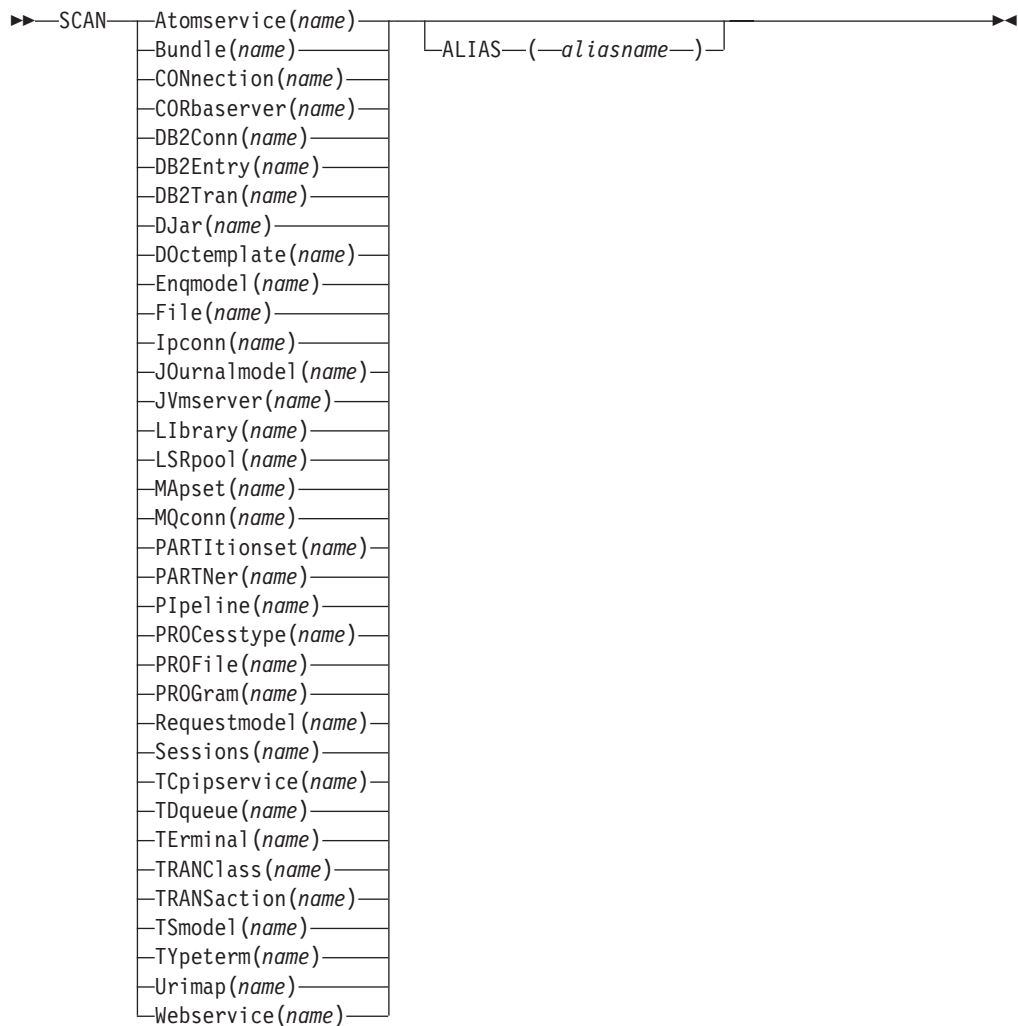 SCAN Atomservice(name)
Bundle(name) ALIAS ( aliasname )
CONnection(name)
CORbaserver(name)
DB2Conn(name)
DB2Entry(name)
DB2Tran(name)
DJar(name)
DOctemplate(name)
Enqmodel(name)
File(name)
Ipconn(name)
JOurnalmodel(name)
JVmserver(name)
LIbrary(name)
LSRpool(name)
MApset(name)
MQconn(name)
PARTItionset(name)
PARTNer(name)
PIpeline(name)
PROCesstype(name)
PROFile(name)
PROGram(name)
Requestmodel(name)
Sessions(name)
TCpipservice(name)
TDqueue(name)
TErminal(name)
TRANClass(name)
TRANSaction(name)
TSmodel(name)
TYpeterm(name)
Urimap(name)
Webservice(name)